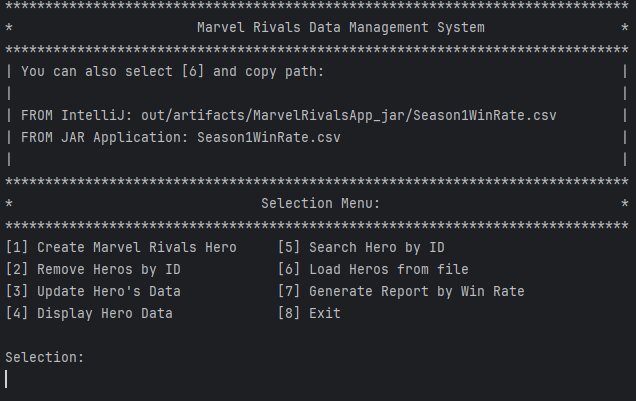 ******************************************************************************
* Marvel Rivals Data Management System *
******************************************************************************
| You can also select [6] and copy path: |
| |
| FROM IntelliJ: out/artifacts/MarvelRivalsApp_jar/Season1WinRate.csv |
| FROM JAR Application: Season1WinRate.csv |
| |
******************************************************************************
* Selection Menu: *
******************************************************************************
[1] Create Marvel Rivals Hero [5] Search Hero by ID
[2] Remove Heros by ID [6] Load Heros from file
[3] Update Hero's Data [7] Generate Report by Win Rate
[4] Display Hero Data [8] Exit
Selection: